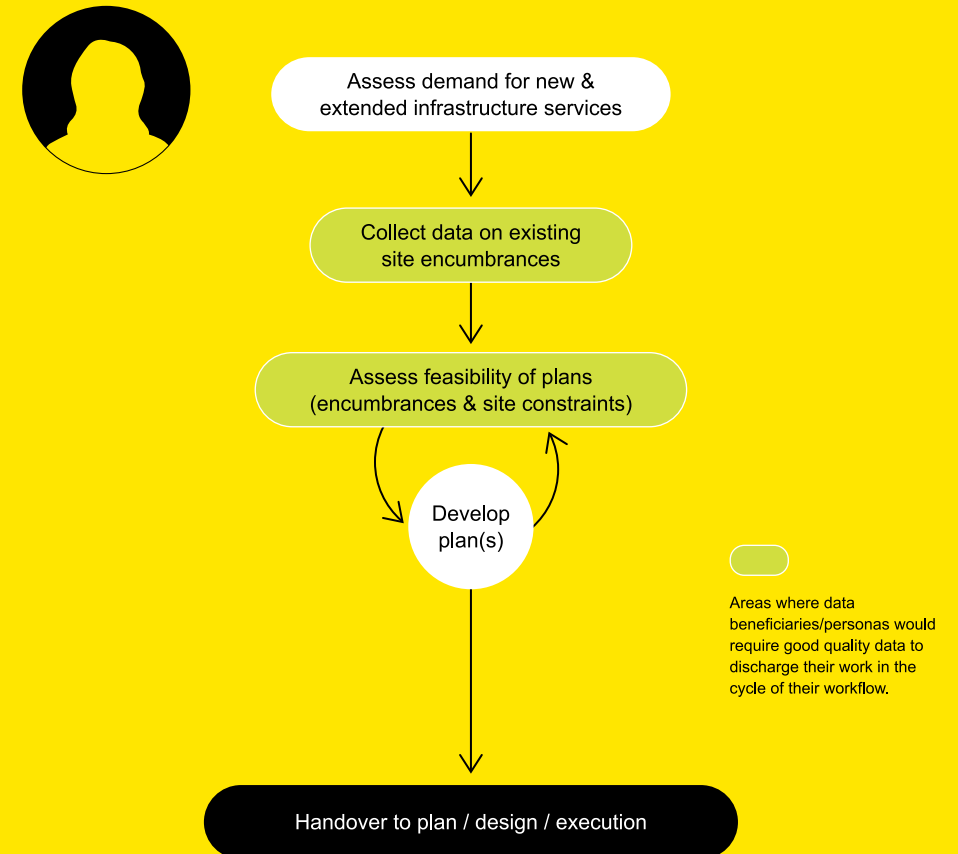 Assess demand for new &
extended infrastructure services
Collect data on existing
site encumbrances
Assess feasibility of plans
(encumbrances & site constraints)
Develop
plan(s)
Areas where data
beneficiaries/personas would
require good quality data to
discharge their work in the
cycle of their workflow.
Handover to plan / design / execution